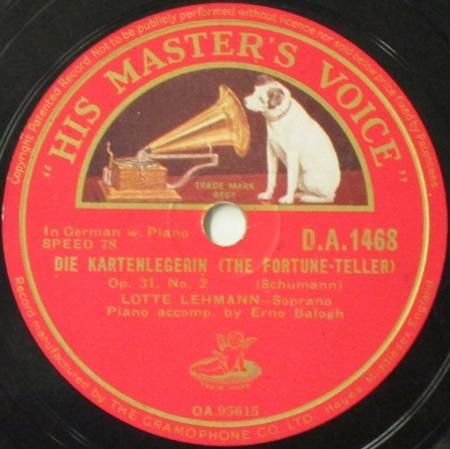 Copyright. Patented Record Not to be publicly performed without licence nor sold below price fixed by Patentees.
"HIS MASTER'S VOICE"
TRADE MARK
REGD
In German w. Piano
SPEED 78
D.A.1468
DIE KARTENLEGERIN (THE FORTUNE-TELLER)
Op. 31, No. 2 (Schumann)
LOTTE LEHMANN—Soprano
Piano accomp. by Erno Balogh
TRADE MARK
OA 95615
Record manufactured by THE GRAMOPHONE CO. LTD. Hayes, Middlesex, England